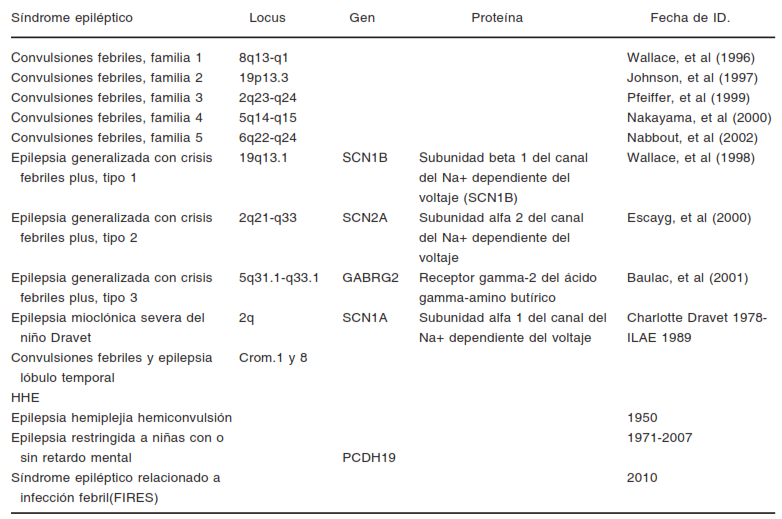 Síndrome epiléptico Locus Gen Proteína Fecha de ID.
Convulsiones febriles, familia 1 8q13-q1 Wallace, et al (1996)
Convulsiones febriles, familia 2 19p13.3 Johnson, et al (1997)
Convulsiones febriles, familia 3 2q23-q24 Pfeiffer, et al (1999)
Convulsiones febriles, familia 4 5q14-q15 Nakayama, et al (2000)
Convulsiones febriles, familia 5 6q22-q24 Nabbout, et al (2002)
Epilepsia generalizada con crisis 19q13.1 SCN1B Subunidad beta 1 del canal Wallace, et al (1998)
febriles plus, tipo 1 del Na+ dependiente del
voltaje (SCN1B)
Epilepsia generalizada con crisis 2q21-q33 SCN2A Subunidad alfa 2 del canal Escayg, et al (2000)
febriles plus, tipo 2 del Na+ dependiente del
voltaje
Epilepsia generalizada con crisis 5q31.1-q33.1 GABRG2 Receptor gamma-2 del ácido Baulac, et al (2001)
febriles plus, tipo 3 gamma-amino butírico
Epilepsia mioclónica severa del 2q SCN1A Subunidad alfa 1 del canal del Charlotte Dravet 1978-
niño Dravet Na+ dependiente del voltaje ILAE 1989
Convulsiones febriles y epilepsia Crom.1 y 8
lóbulo temporal
HHE
Epilepsia hemiplejia hemiconvulsión 1950
Epilepsia restringida a niñas con o 1971-2007
sin retardo mental PCDH19
Síndrome epiléptico relacionado a 2010
infección febril(FIRES)